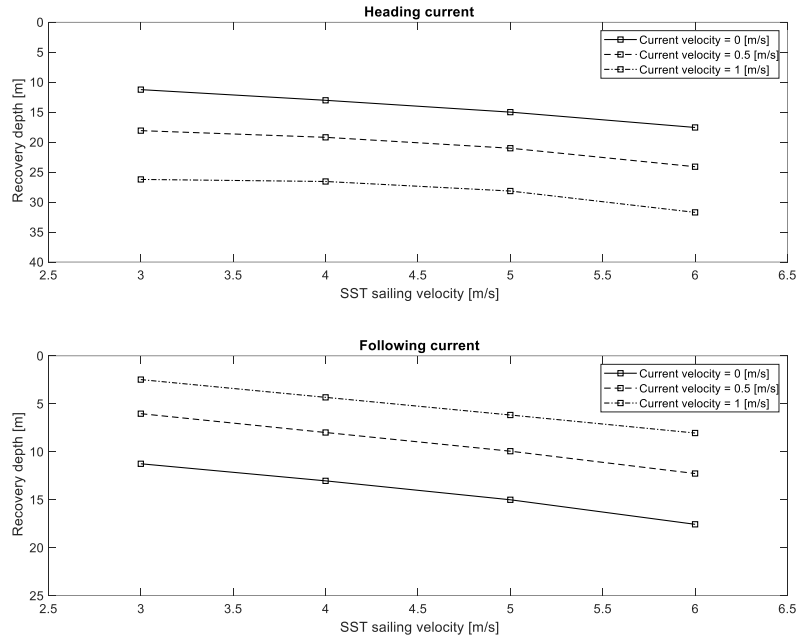 Heading current
0
5
10
15
20
25
30
35
40
Recovery depth [m]
Current velocity = 0 [m/s]
Current velocity = 0.5 [m/s]
Current velocity = 1 [m/s]
2.5 3 3.5 4 4.5 5 5.5 6 6.5
SST sailing velocity [m/s]
Following current
0
5
10
15
20
25
Recovery depth [m]
Current velocity = 0 [m/s]
Current velocity = 0.5 [m/s]
Current velocity = 1 [m/s]
2.5 3 3.5 4 4.5 5 5.5 6 6.5
SST sailing velocity [m/s]